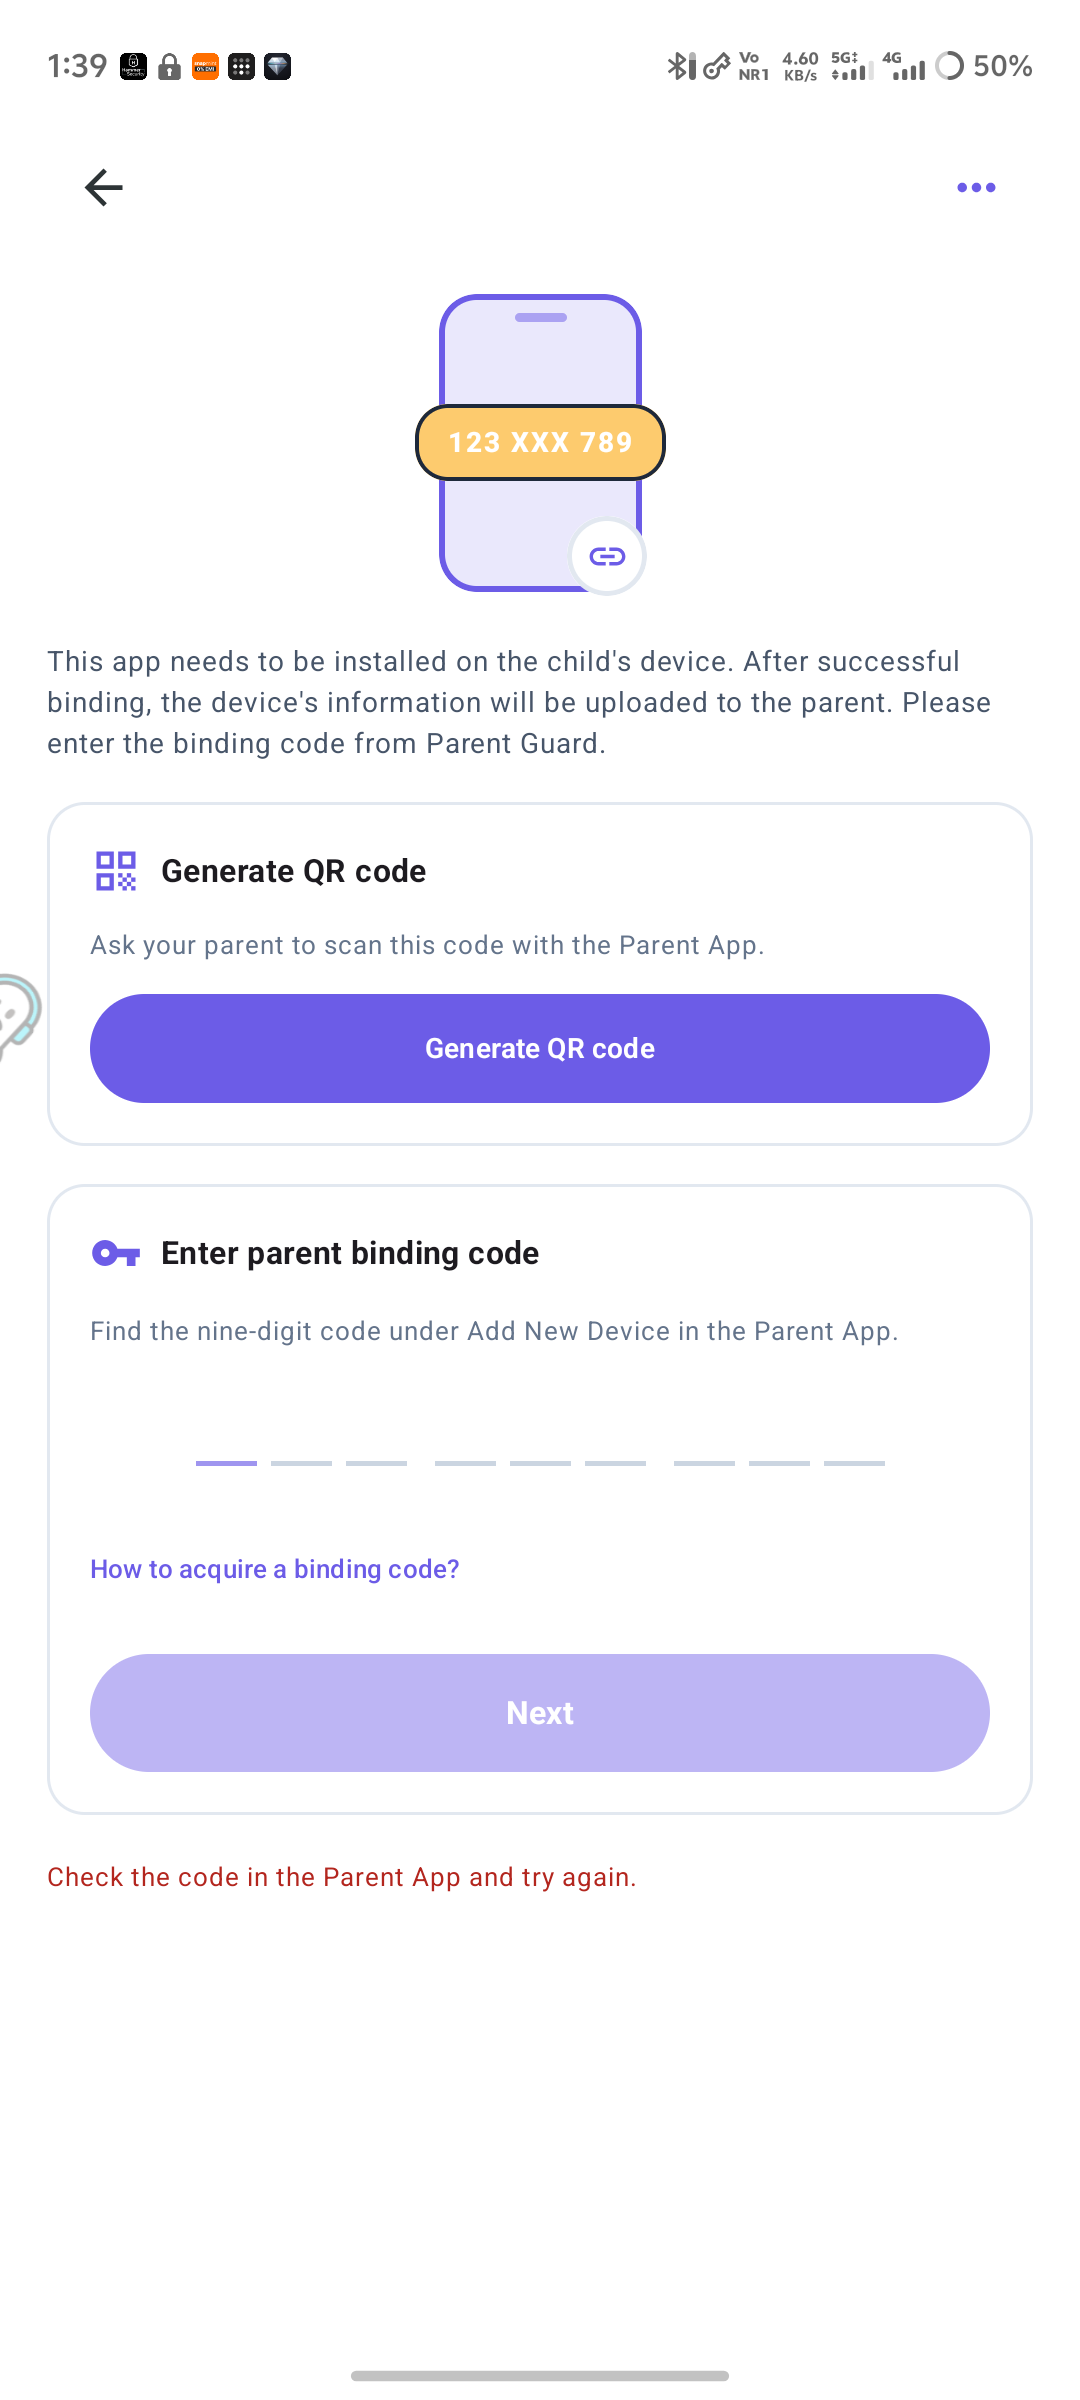 1:39
Vo
NR1
4.60
KB/s
5G
4G
50%
123 XXX 789
This app needs to be installed on the child's device. After successful
binding, the device's information will be uploaded to the parent. Please
enter the binding code from Parent Guard.
Generate QR code
Ask your parent to scan this code with the Parent App.
Generate QR code
Enter parent binding code
Find the nine-digit code under Add New Device in the Parent App.
How to acquire a binding code?
Next
Check the code in the Parent App and try again.